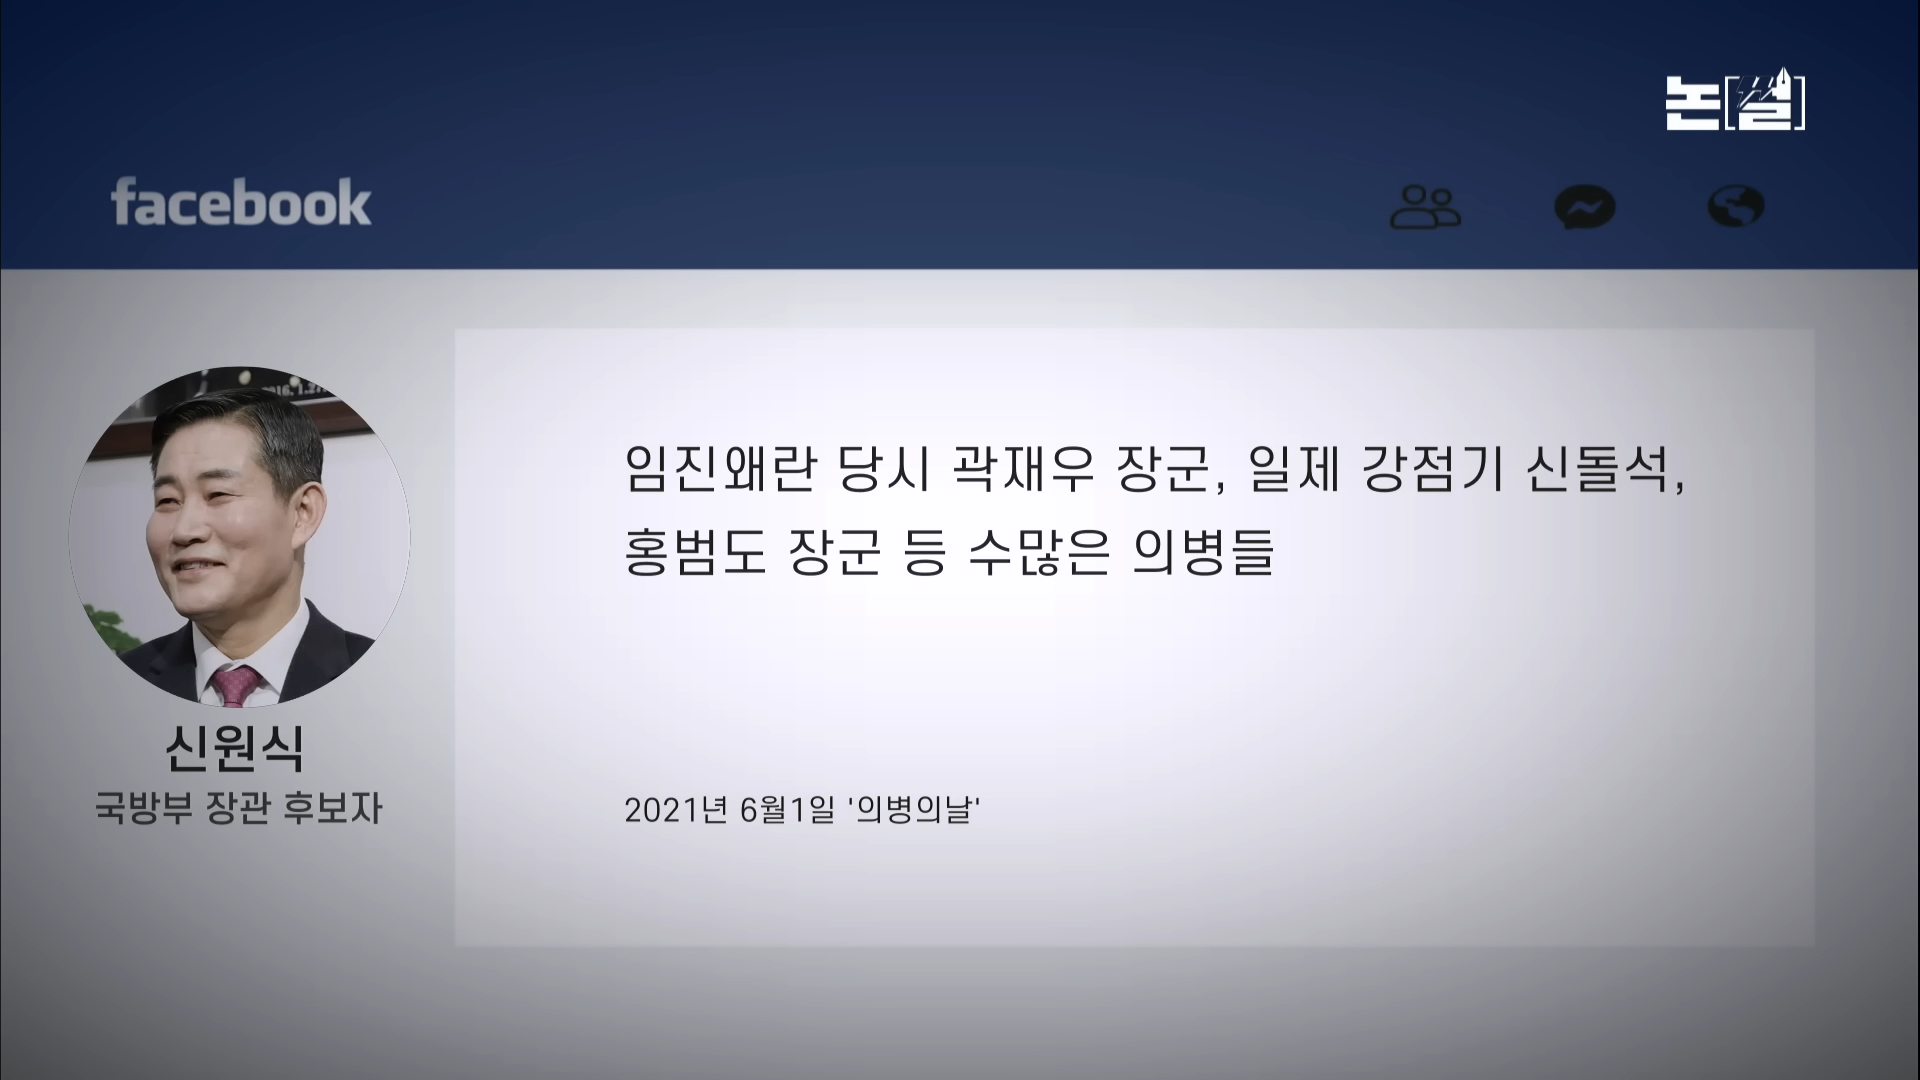 논[썰]
facebook
임진왜란 당시 곽재우 장군, 일제 강점기 신돌석,
홍범도 장군 등 수많은 의병들
2021년 6월1일 '의병의날'
신원식
국방부 장관 후보자